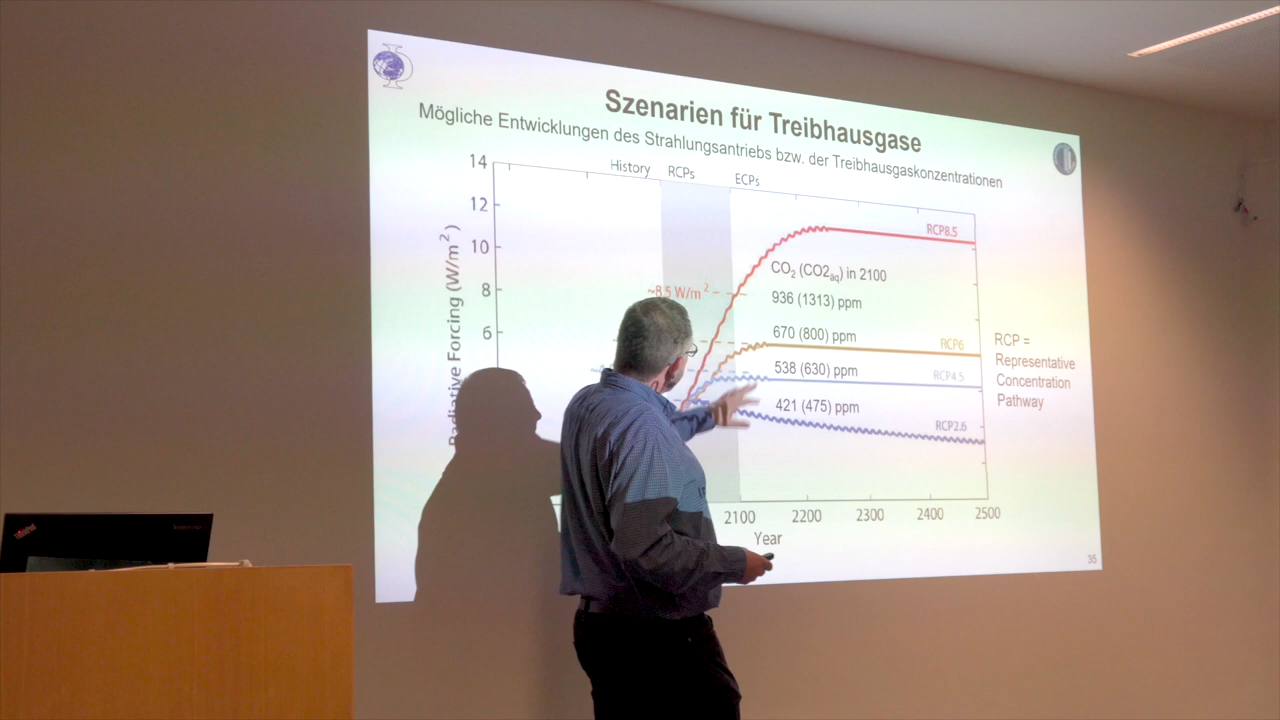 Szenarien für Treibhausgase
Mögliche Entwicklungen des Strahlungsantriebs bzw. der Treibhausgaskonzentrationen
History RCPs ECPs
14
12
10
8
6
Radiative Forcing (W/m2)
RCP8.5
CO2 (CO2aq) in 2100
~8.5 W/m2
936 (1313) ppm
670 (800) ppm
RCP6
538 (630) ppm
RCP4.5
421 (475) ppm
RCP2.6
RCP =
Representative
Concentration
Pathway
2100 2200 2300 2400 2500
Year
35
ThinkPad